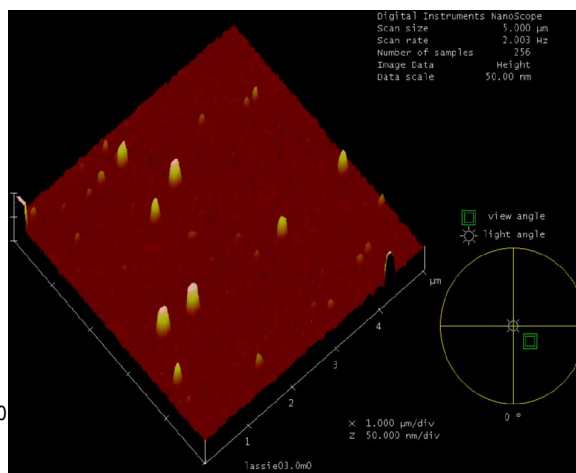 Digital Instruments NanoScope
Scan size 5.000 µm
Scan rate 2.003 Hz
Number of samples 256
Image Data Height
Data scale 50.00 nm
view angle
light angle
µm
4
3
2
1
0
X 1.000 µm/div
Z 50.000 nm/div
0 °
lassie03.0m0